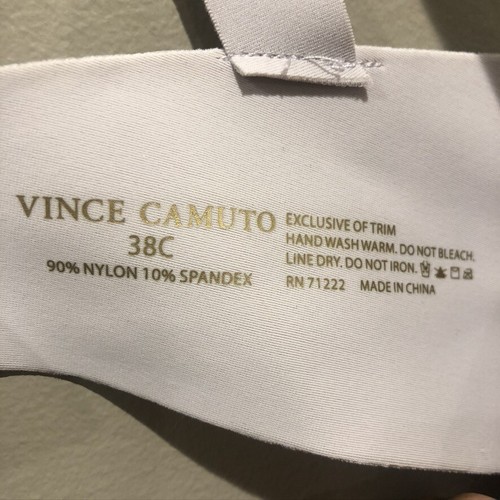 VINCE CAMUTO
38C
90% NYLON 10% SPANDEX
EXCLUSIVE OF TRIM
HAND WASH WARM. DO NOT BLEACH.
LINE DRY. DO NOT IRON.
RN 71222 MADE IN CHINA